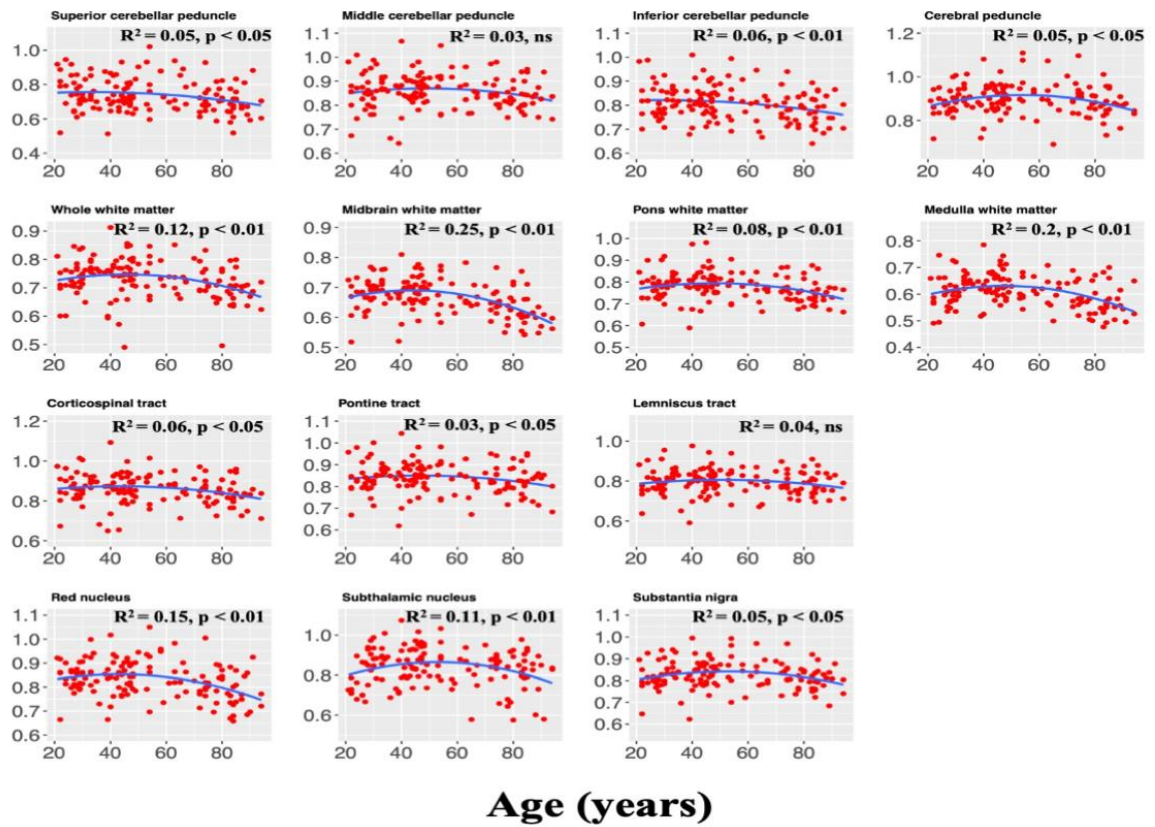 Superior cerebellar peduncle
R² = 0.05, p < 0.05
1.0
0.8
0.6
0.4
20 40 60 80
Middle cerebellar peduncle
R² = 0.03, ns
1.1
1.0
0.9
0.8
0.7
0.6
20 40 60 80
Inferior cerebellar peduncle
R² = 0.06, p < 0.01
1.1
1.0
0.9
0.8
0.7
0.6
20 40 60 80
Cerebral peduncle
R² = 0.05, p < 0.05
1.2
1.0
0.8
20 40 60 80
Whole white matter
R² = 0.12, p < 0.01
0.9
0.8
0.7
0.6
0.5
20 40 60 80
Midbrain white matter
R² = 0.25, p < 0.01
0.9
0.8
0.7
0.6
0.5
20 40 60 80
Pons white matter
R² = 0.08, p < 0.01
1.0
0.9
0.8
0.7
0.6
0.5
20 40 60 80
Medulla white matter
R² = 0.2, p < 0.01
0.8
0.7
0.6
0.5
0.4
20 40 60 80
Corticospinal tract
R² = 0.06, p < 0.05
1.2
1.0
0.8
0.6
20 40 60 80
Pontine tract
R² = 0.03, p < 0.05
1.1
1.0
0.9
0.8
0.7
0.6
20 40 60 80
Lemniscus tract
R² = 0.04, ns
1.0
0.8
0.6
20 40 60 80
Red nucleus
R² = 0.15, p < 0.01
1.1
1.0
0.9
0.8
0.7
0.6
20 40 60 80
Subthalamic nucleus
R² = 0.11, p < 0.01
1.0
0.8
0.6
20 40 60 80
Substantia nigra
R² = 0.05, p < 0.05
1.1
1.0
0.9
0.8
0.7
0.6
20 40 60 80
Age (years)